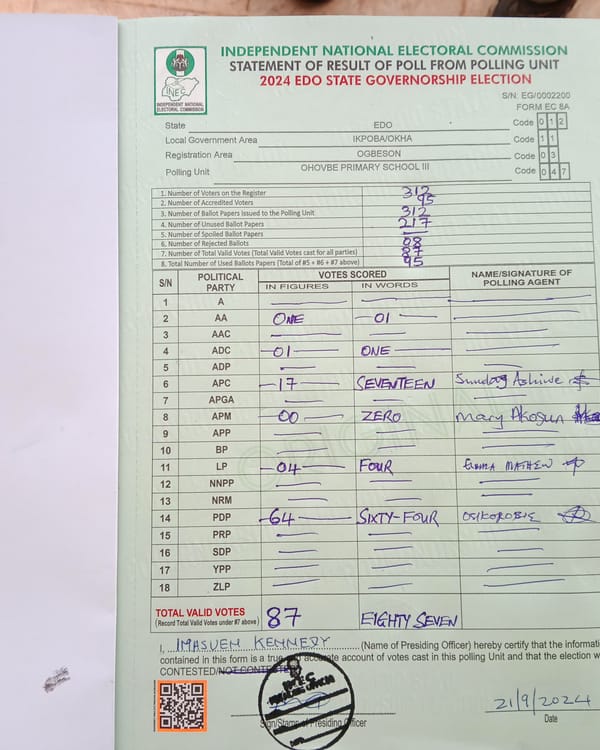 INDEPENDENT NATIONAL ELECTORAL COMMISSION
STATEMENT OF RESULT OF POLL FROM POLLING UNIT
2024 EDO STATE GOVERNORSHIP ELECTION
INEC
INDEPENDENT NATIONAL
ELECTORAL COMMISSION
S/N: EG/0002200
FORM EC 8A
State EDO Code 0 1 2
Local Government Area IKPOBA/OKHA Code 1 1
Registration Area OGBESON Code 0 3
Polling Unit OHOVBE PRIMARY SCHOOL III Code 0 4 7
1. Number of Voters on the Register 312
2. Number of Accredited Voters 95
3. Number of Ballot Papers Issued to the Polling Unit 312
4. Number of Unused Ballot Papers 217
5. Number of Spoiled Ballot Papers
6. Number of Rejected Ballots 08
7. Number of Total Valid Votes (Total Valid Votes cast for all parties) 87
8. Total Number of Used Ballots Papers (Total of #5 + #6 + #7 above) 95
S/N POLITICAL PARTY VOTES SCORED NAME/SIGNATURE OF POLLING AGENT
IN FIGURES IN WORDS
1 A
2 AA ONE 01
3 AAC
4 ADC 01 ONE
5 ADP
6 APC 17 SEVENTEEN Sunday
7 APGA
8 APM 00 ZERO Mary Akosun
9 APP
10 BP
11 LP 04 FOUR MATHEW
12 NNPP
13 NRM
14 PDP 64 SIXTY-FOUR
15 PRP
16 SDP
17 YPP
18 ZLP
TOTAL VALID VOTES 87 EIGHTY SEVEN
(Record Total Valid Votes under #7 above)
I, IMASUEN KENNEDY (Name of Presiding Officer) hereby certify that the informati
contained in this form is a true and accurate account of votes cast in this polling Unit and that the election w
CONTESTED/NOT CONTESTED
INEC
PRESIDING OFFICER
21/9/2024
Sign/Stamp of Presiding Officer Date